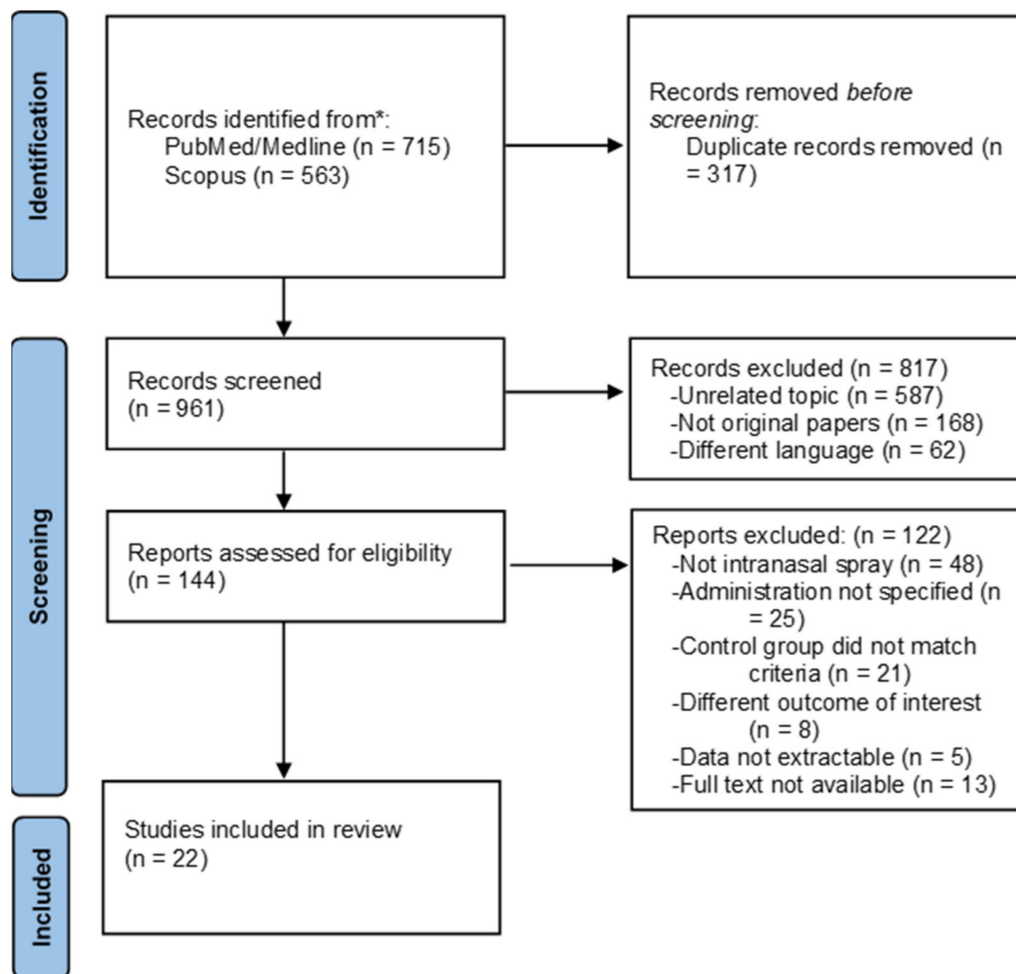 Identification
Records identified from*:
PubMed/Medline (n = 715)
Scopus (n = 563)
Records removed before
screening:
Duplicate records removed (n
= 317)
Screening
Records screened
(n = 961)
Records excluded (n = 817)
-Unrelated topic (n = 587)
-Not original papers (n = 168)
-Different language (n = 62)
Reports assessed for eligibility
(n = 144)
Reports excluded: (n = 122)
-Not intranasal spray (n = 48)
-Administration not specified (n
= 25)
-Control group did not match
criteria (n = 21)
-Different outcome of interest
(n = 8)
-Data not extractable (n = 5)
-Full text not available (n = 13)
Included
Studies included in review
(n = 22)